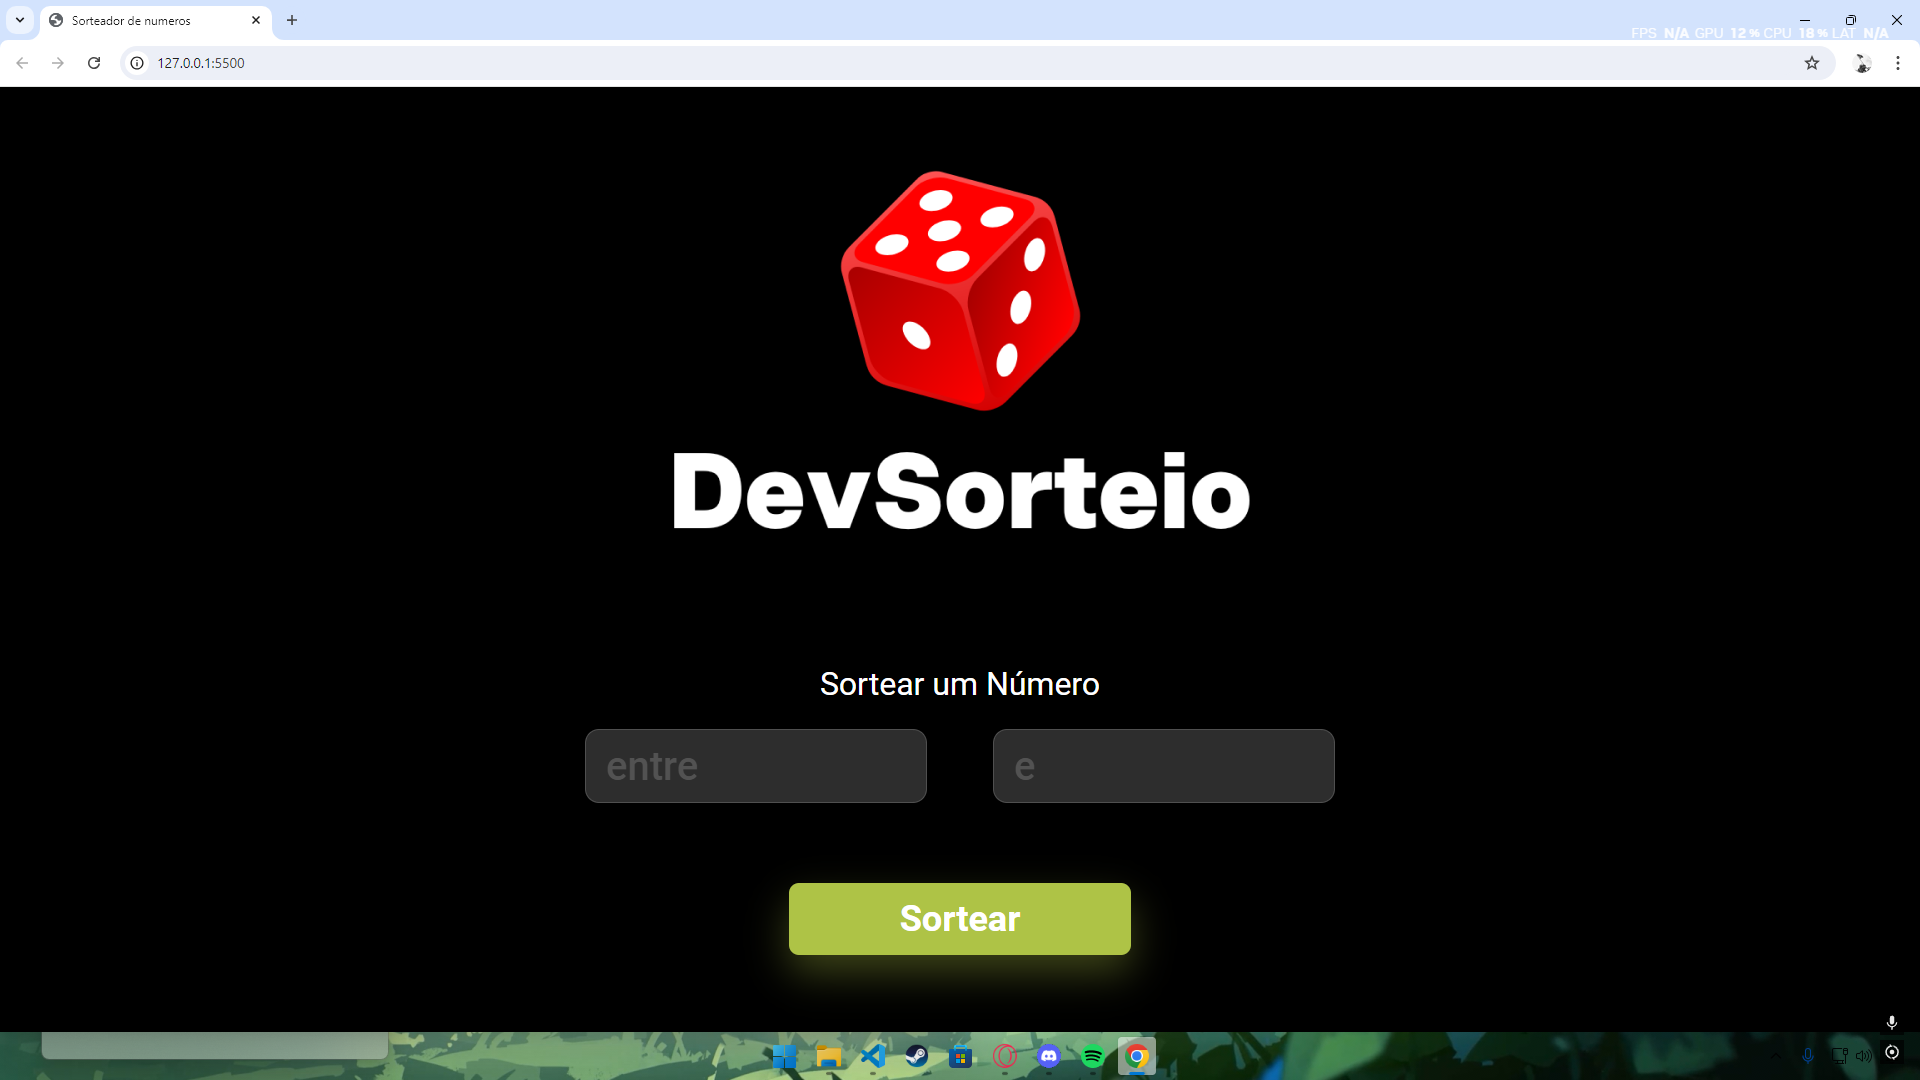 Sorteador de numeros
FPS N/A GPU 12 % CPU 18 % LAT N/A
127.0.0.1:5500
DevSorteio
Sortear um Número
entre
e
Sortear